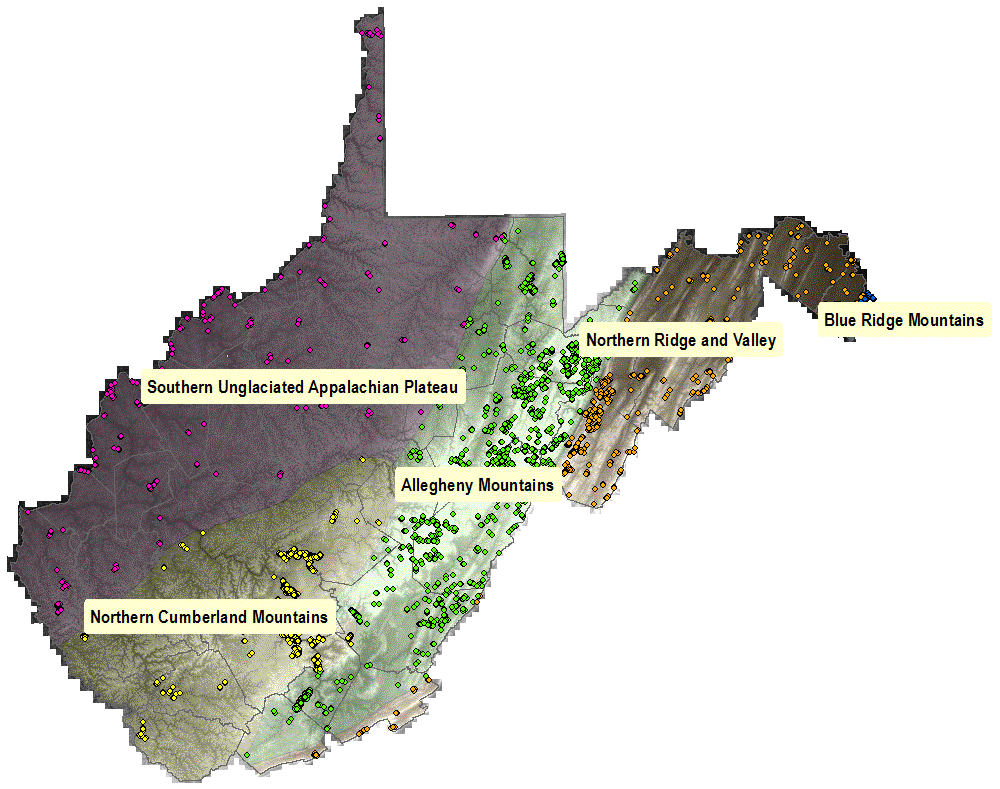 Blue Ridge Mountains
Northern Ridge and Valley
Southern Unglaciated Appalachian Plateau
Allegheny Mountains
Northern Cumberland Mountains